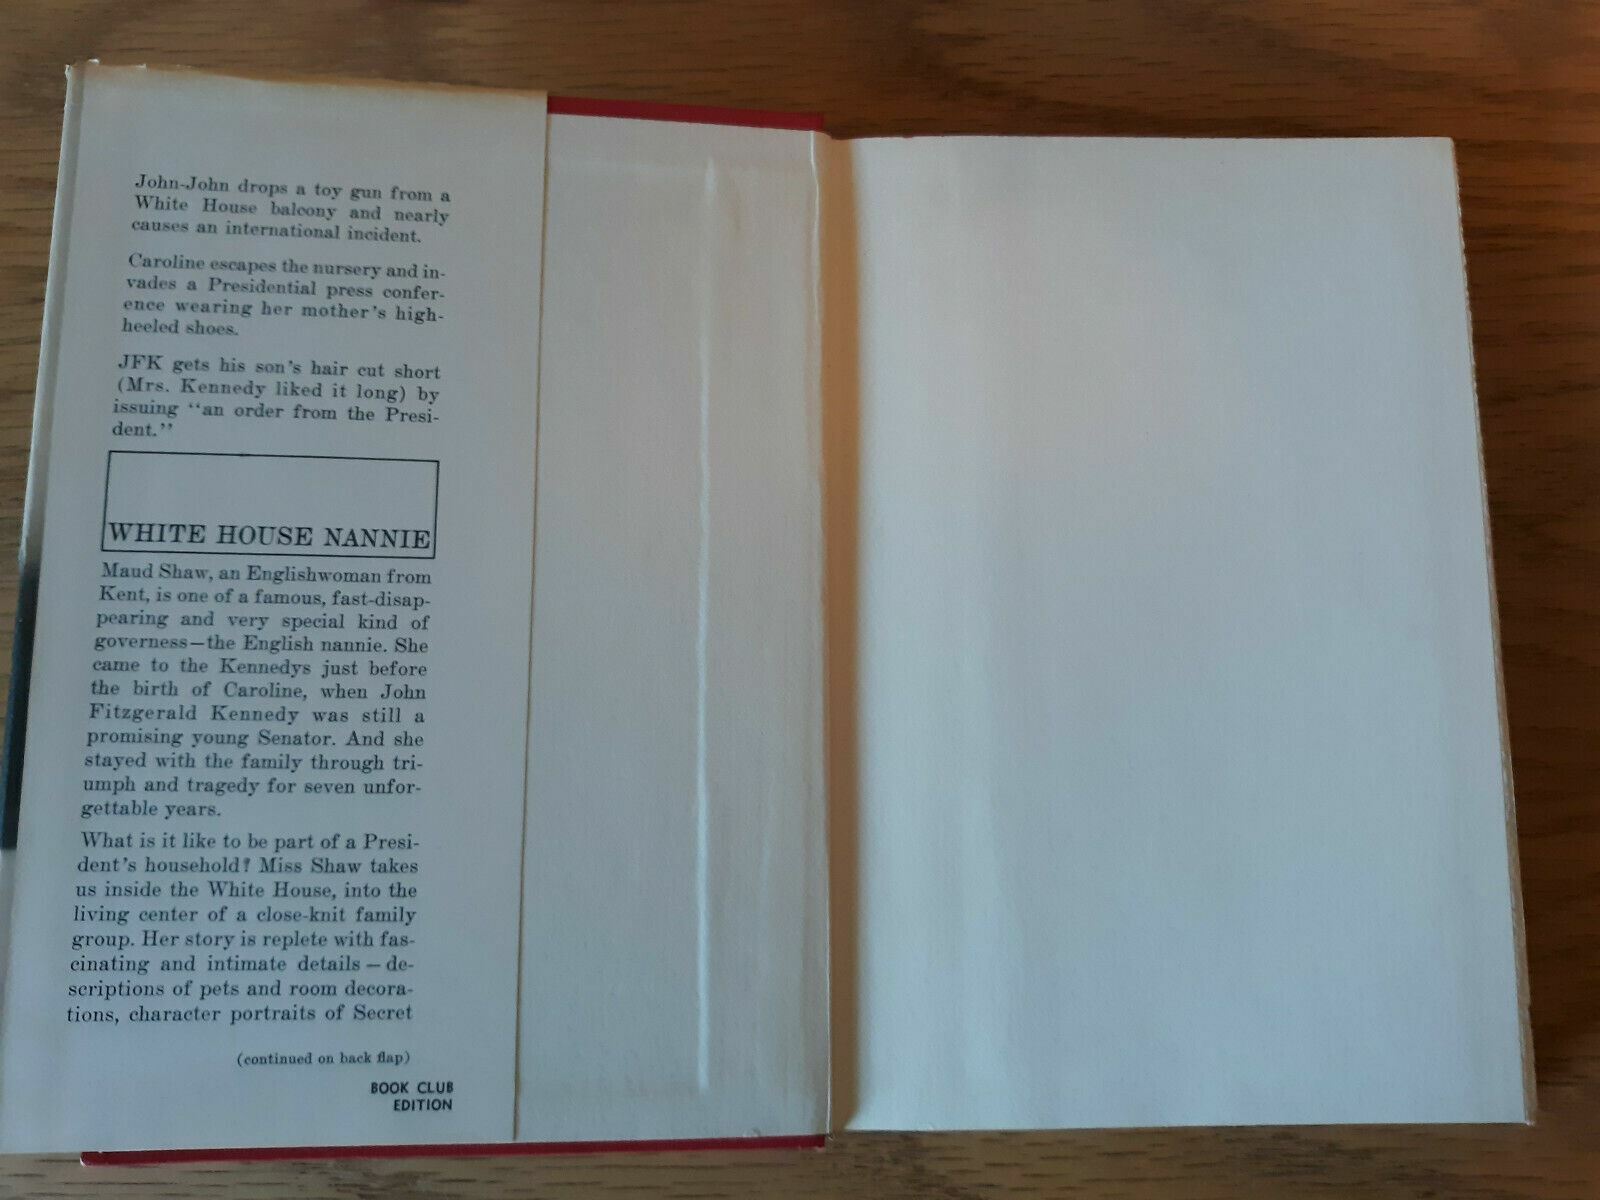 John-John drops a toy gun from a
White House balcony and nearly
causes an international incident.
Caroline escapes the nursery and in-
vades a Presidential press confer-
ence wearing her mother's high-
heeled shoes.
JFK gets his son's hair cut short
(Mrs. Kennedy liked it long) by
issuing "an order from the Presi-
dent."
WHITE HOUSE NANNIE
Maud Shaw, an Englishwoman from
Kent, is one of a famous, fast-disap-
pearing and very special kind of
governess—the English nannie. She
came to the Kennedys just before
the birth of Caroline, when John
Fitzgerald Kennedy was still a
promising young Senator. And she
stayed with the family through tri-
umph and tragedy for seven unfor-
gettable years.
What is it like to be part of a Presi-
dent's household? Miss Shaw takes
us inside the White House, into the
living center of a close-knit family
group. Her story is replete with fas-
cinating and intimate details — de-
scriptions of pets and room decora-
tions, character portraits of Secret
(continued on back flap)
BOOK CLUB
EDITION